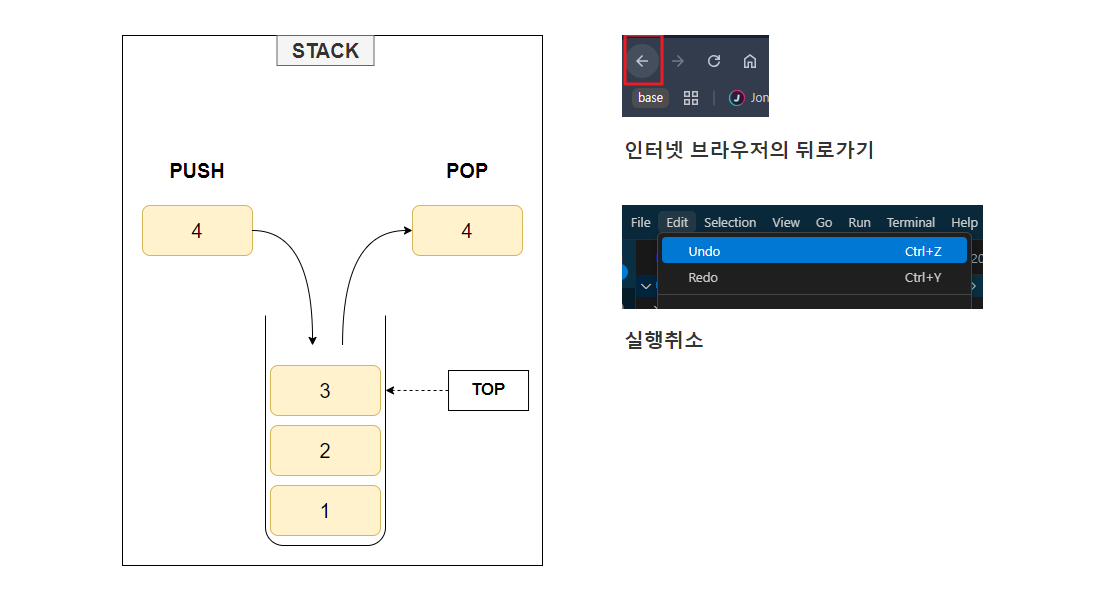 STACK
PUSH
POP
4
4
3
TOP
2
1
base
Jon
인터넷 브라우저의 뒤로가기
File Edit Selection View Go Run Terminal Help
Undo Ctrl+Z
20
Redo Ctrl+Y
실행취소